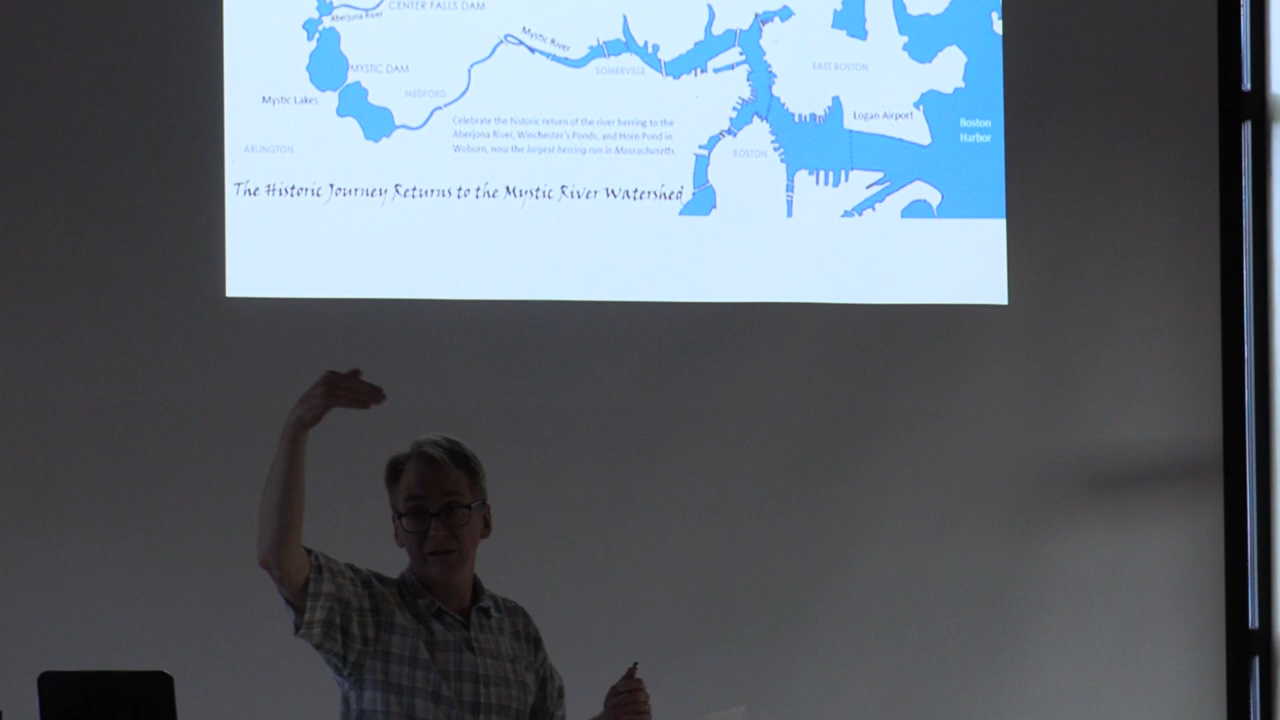 CENTER FALLS DAM
Aberjona River
Mystic River
MYSTIC DAM
SOMERVILLE
EAST BOSTON
Mystic Lakes
MEDFORD
Logan Airport
Celebrate the historic return of the river herring to the
Aberjona River, Winchester's Ponds, and Horn Pond in
Woburn, now the largest herring run in Massachusetts.
Boston
Harbor
ARLINGTON
BOSTON
The Historic Journey Returns to the Mystic River Watershed